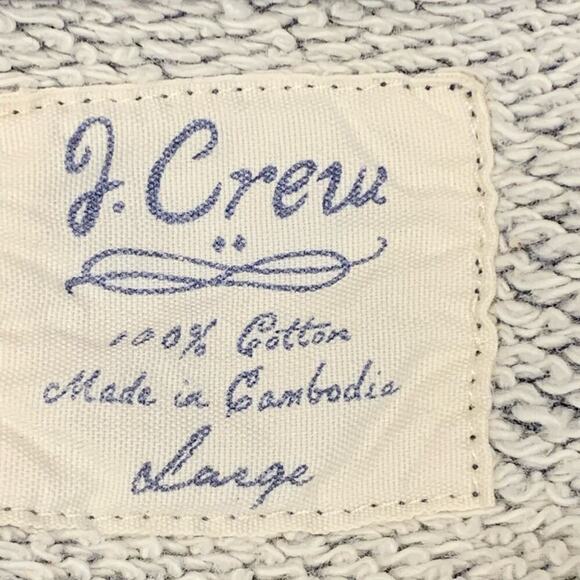 J. Crew
100% Cotton
Made in Cambodia
Large